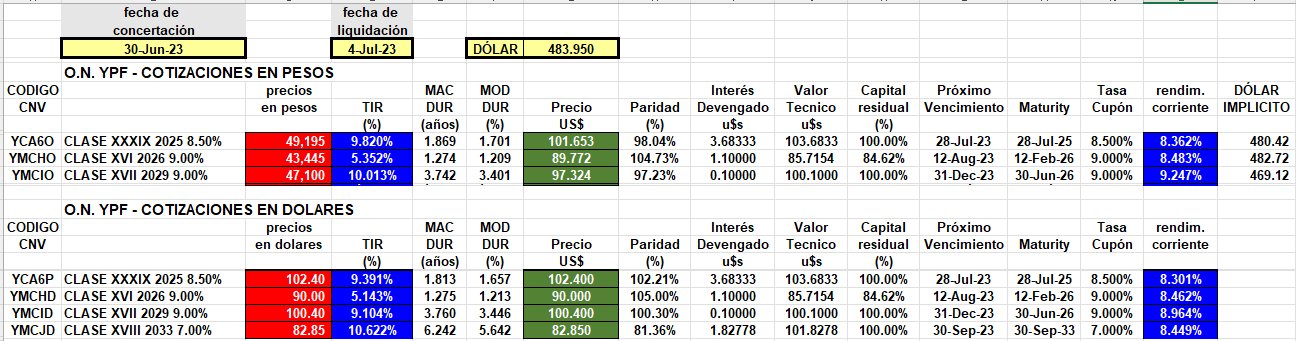 fecha de fecha de
concertación liquidación
30-Jun-23 4-Jul-23 DÓLAR 483.950
O.N. YPF - COTIZACIONES EN PESOS
CODIGO precios MAC MOD Interés Valor Capital Próximo Tasa rendim. DÓLAR
CNV en pesos TIR DUR DUR Precio Paridad Devengado Tecnico residual Vencimiento Maturity Cupón corriente IMPLICITO
(%) (años) (%) US$ (%) u$s u$s (%)
YCA6O CLASE XXXIX 2025 8.50% 49,195 9.820% 1.869 1.701 101.653 98.04% 3.68333 103.6833 100.00% 28-Jul-23 28-Jul-25 8.500% 8.362% 480.42
YMCHO CLASE XVI 2026 9.00% 43,445 5.352% 1.274 1.209 89.772 104.73% 1.10000 85.7154 84.62% 12-Aug-23 12-Feb-26 9.000% 8.483% 482.72
YMCIO CLASE XVII 2029 9.00% 47,100 10.013% 3.742 3.401 97.324 97.23% 0.10000 100.1000 100.00% 31-Dec-23 30-Jun-26 9.000% 9.247% 469.12
O.N. YPF - COTIZACIONES EN DOLARES
CODIGO precios MAC MOD Interés Valor Capital Próximo Tasa rendim.
CNV en dolares TIR DUR DUR Precio Paridad Devengado Tecnico residual Vencimiento Maturity Cupón corriente
(%) (años) (%) US$ (%) u$s u$s (%)
YCA6P CLASE XXXIX 2025 8.50% 102.40 9.391% 1.813 1.657 102.400 102.21% 3.68333 103.6833 100.00% 28-Jul-23 28-Jul-25 8.500% 8.301%
YMCHD CLASE XVI 2026 9.00% 90.00 5.143% 1.275 1.213 90.000 105.00% 1.10000 85.7154 84.62% 12-Aug-23 12-Feb-26 9.000% 8.462%
YMCID CLASE XVII 2029 9.00% 100.40 9.104% 3.760 3.446 100.400 100.30% 0.10000 100.1000 100.00% 31-Dec-23 30-Jun-26 9.000% 8.964%
YMCJD CLASE XVIII 2033 7.00% 82.85 10.622% 6.242 5.642 82.850 81.36% 1.82778 101.8278 100.00% 30-Sep-23 30-Sep-33 7.000% 8.449%